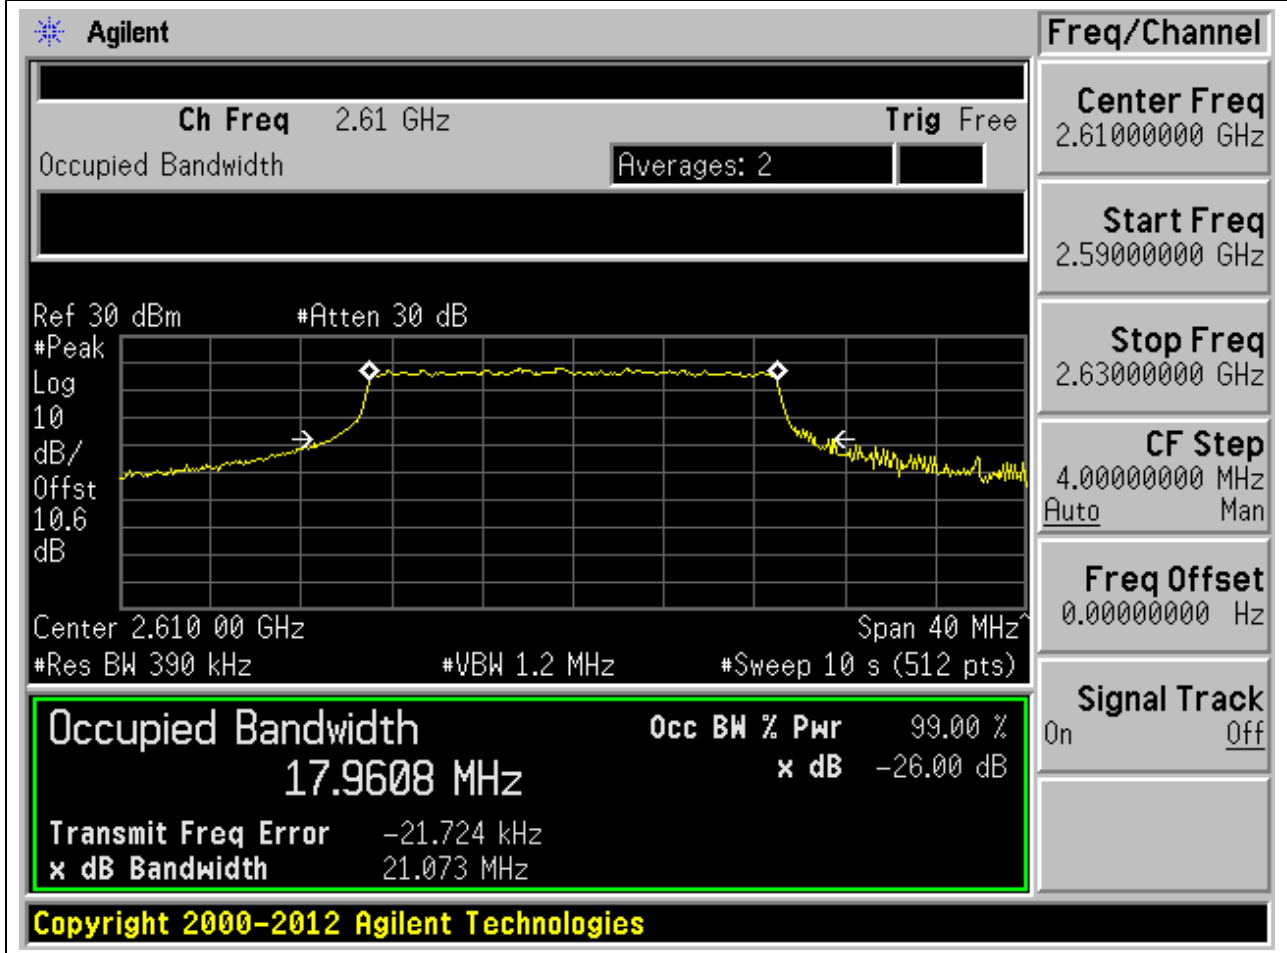 Agilent
Freq/Channel
Ch Freq 2.61 GHz Trig Free
Occupied Bandwidth Averages: 2
Center Freq
2.61000000 GHz
Start Freq
2.59000000 GHz
Stop Freq
2.63000000 GHz
CF Step
4.00000000 MHz
Auto Man
Freq Offset
0.00000000 Hz
Signal Track
On Off
Ref 30 dBm #Atten 30 dB
#Peak
Log
10
dB/
Offst
10.6
dB
Center 2.610 00 GHz Span 40 MHz^
#Res BW 390 kHz #VBW 1.2 MHz #Sweep 10 s (512 pts)
Occupied Bandwidth
17.9608 MHz
Occ BW % Pwr 99.00 %
x dB -26.00 dB
Transmit Freq Error -21.724 kHz
x dB Bandwidth 21.073 MHz
Copyright 2000-2012 Agilent Technologies